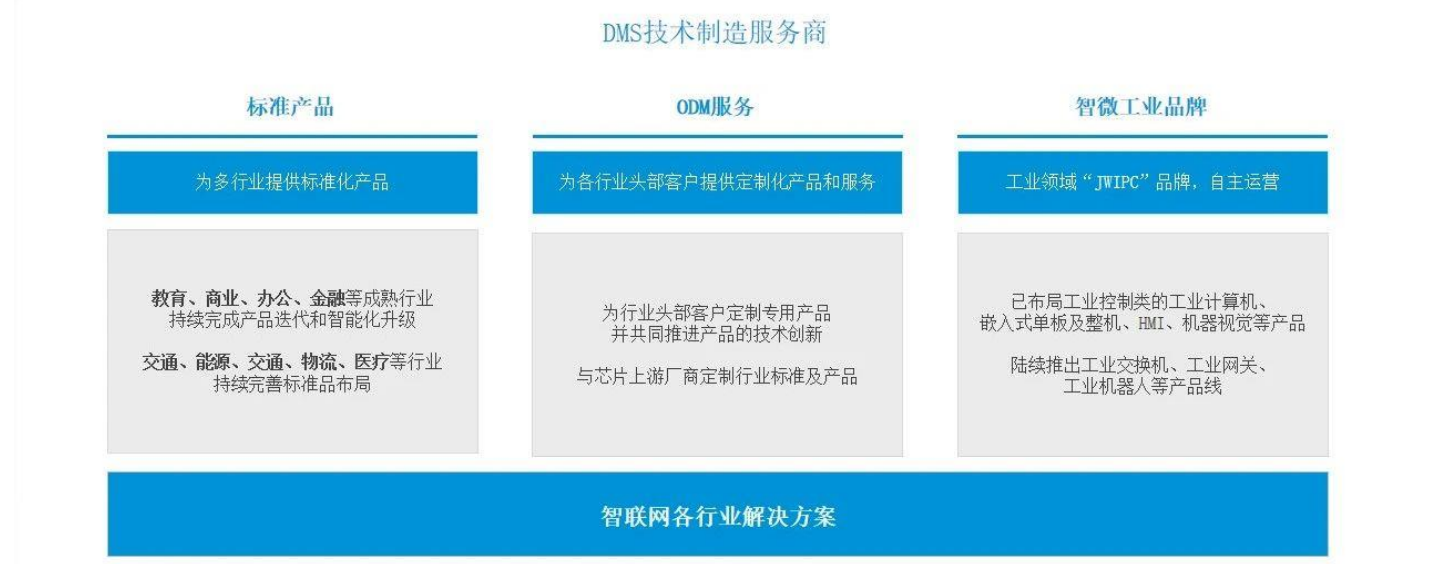 DMS技术制造服务商
标准产品
为多行业提供标准化产品
教育、商业、办公、金融等成熟行业
持续完成产品迭代和智能化升级
交通、能源、交通、物流、医疗等行业
持续完善标准品布局
ODM服务
为各行业头部客户提供定制化产品和服务
为行业头部客户定制专用产品
并共同推进产品的技术创新
与芯片上游厂商定制行业标准及产品
智微工业品牌
工业领域“JWIPC”品牌，自主运营
已布局工业控制类的工业计算机、
嵌入式单板及整机、HMI、机器视觉等产品
陆续推出工业交换机、工业网关、
工业机器人等产品线
智联网各行业解决方案